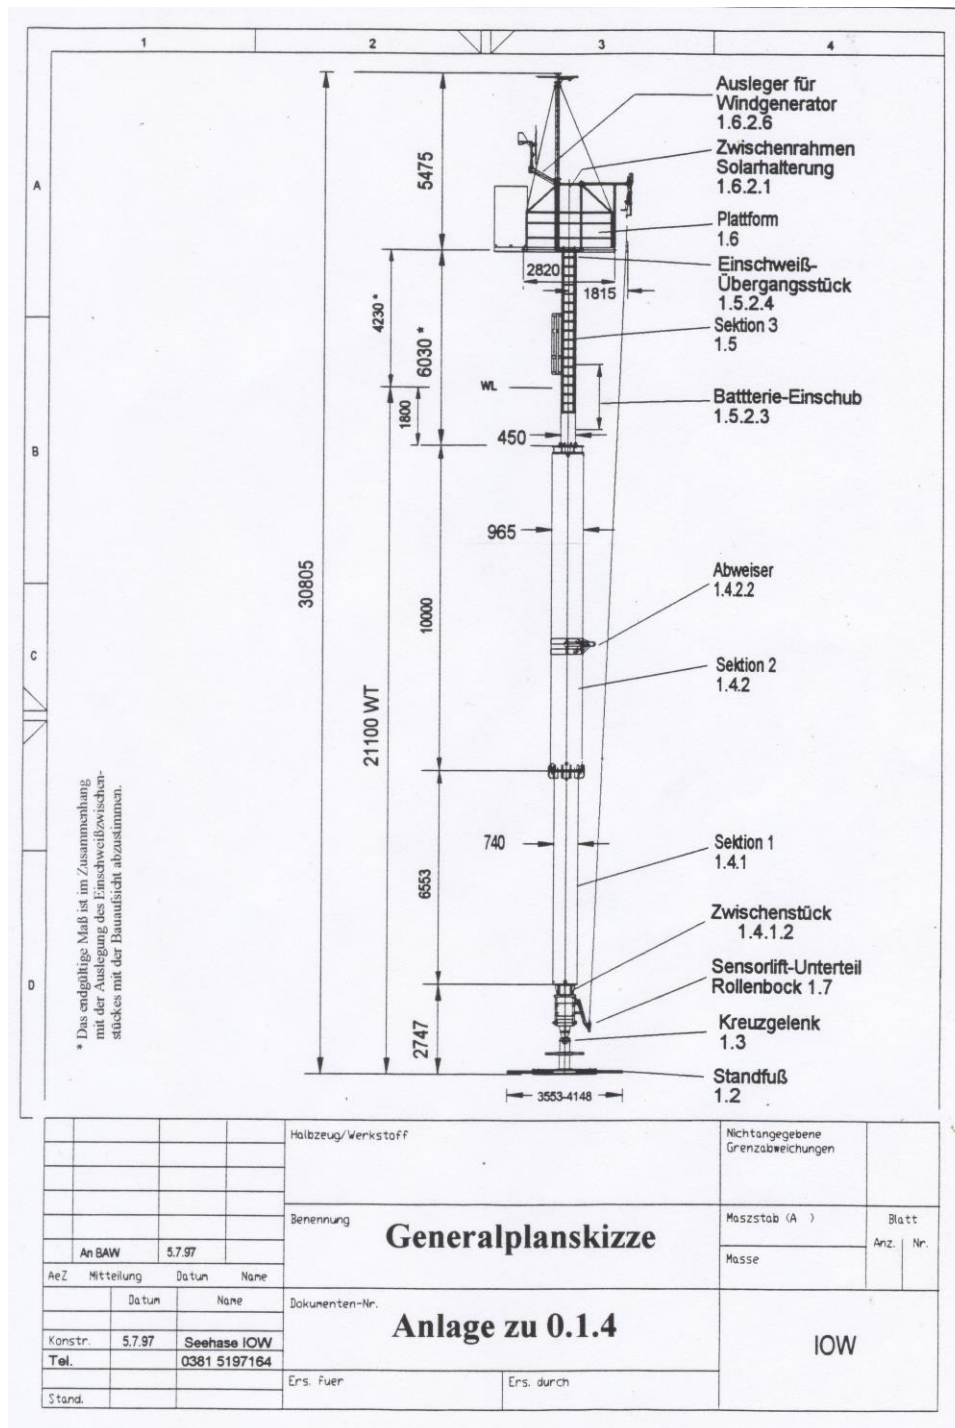 1 2 3 4
A
B
C
D
Ausleger für
Windgenerator
1.6.2.6
Zwischenrahmen
Solarhalterung
1.6.2.1
Plattform
1.6
Einschweiß-
Übergangsstück
1.5.2.4
Sektion 3
1.5
Battterie-Einschub
1.5.2.3
Abweiser
1.4.2.2
Sektion 2
1.4.2
Sektion 1
1.4.1
Zwischenstück
1.4.1.2
Sensorlift-Unterteil
Rollenbock 1.7
Kreuzgelenk
1.3
Standfuß
1.2
5475
2820
1815
4230 *
6030 *
WL
1800
450
965
30805
10000
21100 WT
740
6553
2747
3553-4148
* Das endgültige Maß ist im Zusammenhang
mit der Auslegung des Einschweißzwischen-
stückes mit der Bauaufsicht abzustimmen.
Halbzeug/Werkstoff
Nichtangegebene
Grenzabweichungen
Benennung
Generalplanskizze
Maszstab (A )
Blatt
Anz. Nr.
Masse
An BAW 5.7.97
AeZ Mitteilung Datum Name
Datum Name
Dokumenten-Nr.
Anlage zu 0.1.4
IOW
Konstr. 5.7.97 Seehase IOW
Tel. 0381 5197164
Stand.
Ers. fuer
Ers. durch